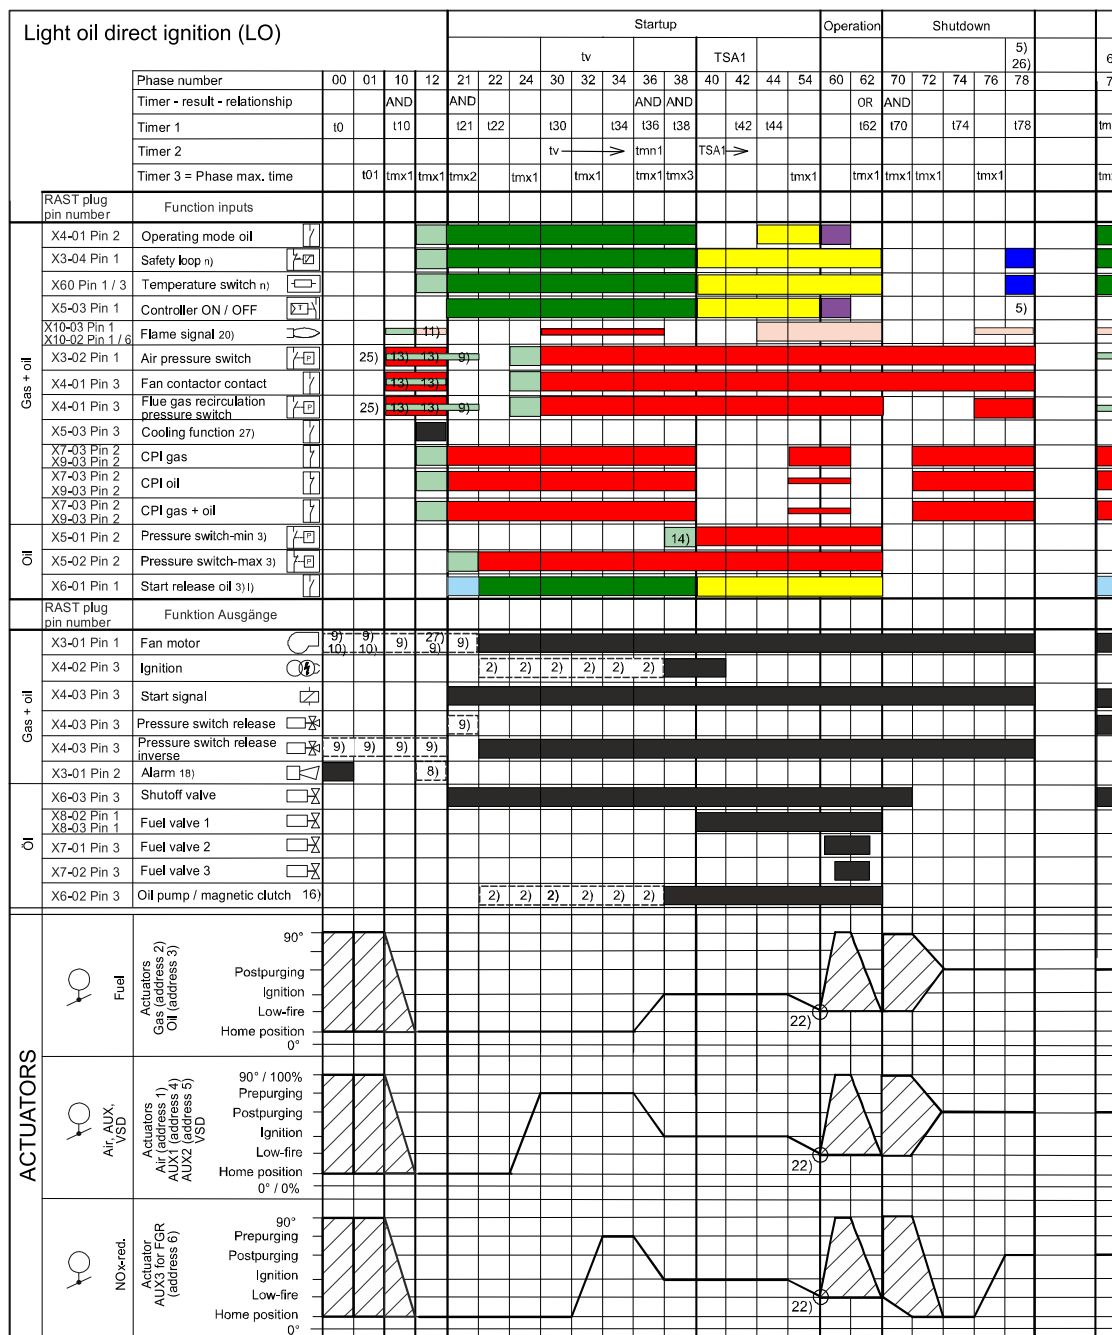 Light oil direct ignition (LO)
Startup Operation Shutdown
tv TSA1 5) 26) 6
Phase number 00 01 10 12 21 22 24 30 32 34 36 38 40 42 44 54 60 62 70 72 74 76 78 7
Timer - result - relationship AND AND AND AND OR AND
Timer 1 t0 t10 t21 t22 t30 t34 t36 t38 t42 t44 t62 t70 t74 t78 tm
Timer 2 tv tmn1 TSA1
Timer 3 = Phase max. time t01 tmx1 tmx1 tmx2 tmx1 tmx1 tmx1 tmx3 tmx1 tmx1 tmx1 tmx1 tmx1
RAST plug
pin number Function inputs
Gas + oil
X4-01 Pin 2 Operating mode oil
X3-04 Pin 1 Safety loop n)
X60 Pin 1 / 3 Temperature switch n)
X5-03 Pin 1 Controller ON / OFF 5)
X10-03 Pin 1
X10-02 Pin 1 / 6 Flame signal 20) 11)
X3-02 Pin 1 Air pressure switch P 25) 13) 13) 9)
X4-01 Pin 3 Fan contactor contact 13) 13)
X4-01 Pin 3 Flue gas recirculation
pressure switch P 25) 13) 13) 9)
X5-03 Pin 3 Cooling function 27)
X7-03 Pin 2
X9-03 Pin 2 CPI gas
X7-03 Pin 2
X9-03 Pin 2 CPI oil
X7-03 Pin 2
X9-03 Pin 2 CPI gas + oil
Oil
X5-01 Pin 2 Pressure switch-min 3) P 14)
X5-02 Pin 2 Pressure switch-max 3) P
X6-01 Pin 1 Start release oil 3) l)
RAST plug
pin number Funktion Ausgänge
Gas + oil
X3-01 Pin 1 Fan motor 9) 10) 9) 10) 9) 27) 9) 9)
X4-02 Pin 3 Ignition 2) 2) 2) 2) 2) 2)
X4-03 Pin 3 Start signal
X4-03 Pin 3 Pressure switch release 9)
X4-03 Pin 3 Pressure switch release
inverse 9) 9) 9) 9)
X3-01 Pin 2 Alarm 18) 8)
Öl
X6-03 Pin 3 Shutoff valve
X8-02 Pin 1
X8-03 Pin 1 Fuel valve 1
X7-01 Pin 3 Fuel valve 2
X7-02 Pin 3 Fuel valve 3
X6-02 Pin 3 Oil pump / magnetic clutch 16) 2) 2) 2) 2) 2) 2)
ACTUATORS
Fuel
Actuators
Gas (address 2)
Oil (address 3)
90°
Postpurging
Ignition
Low-fire
Home position
0°
22)
Air, AUX,
VSD
Actuators
Air (address 1)
AUX1 (address 4)
AUX2 (address 5)
VSD
90° / 100%
Prepurging
Postpurging
Ignition
Low-fire
Home position
0° / 0%
22)
NOx-red.
Actuator
AUX3 for FGR
(address 6)
90°
Prepurging
Postpurging
Ignition
Low-fire
Home position
0°
22)